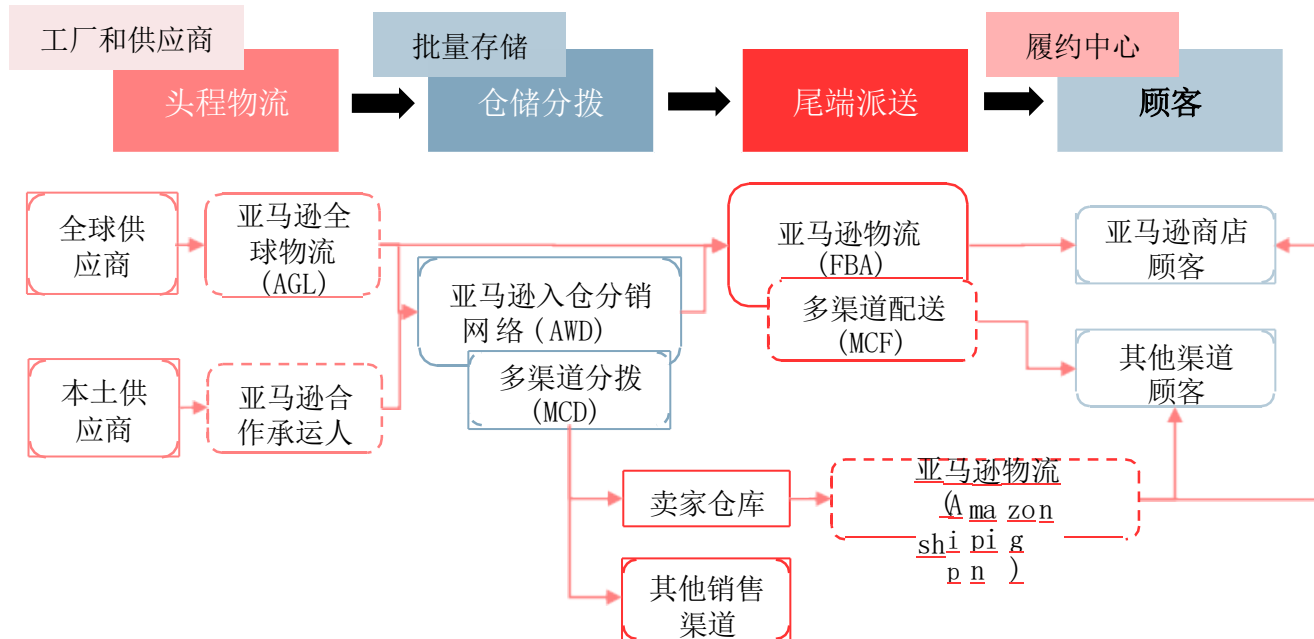 工厂和供应商
批量存储
履约中心
头程物流
仓储分拨
尾端派送
顾客
全球供
应商
亚马逊全
球物流
(AGL)
亚马逊物流
(FBA)
亚马逊商店
顾客
亚马逊入仓分销
网络(AWD)
多渠道配送
(MCF)
其他渠道
顾客
本土供
应商
亚马逊合
作承运人
多渠道分拨
(MCD)
卖家仓库
亚马逊物流
(Amazon
shipping)
其他销售
渠道